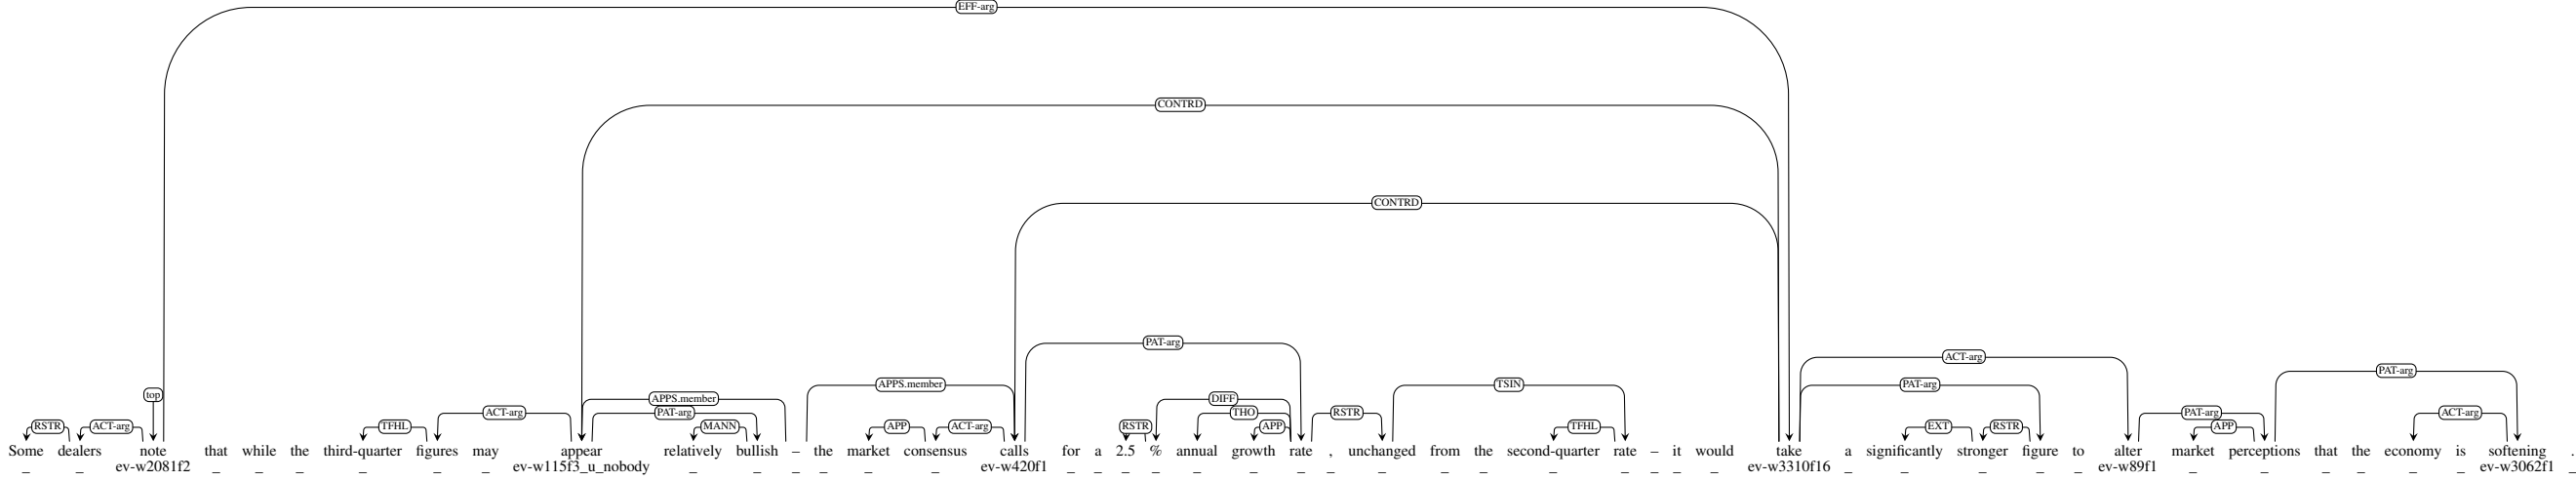 EFF-arg
CONTRD
CONTRD
PAT-arg
ACT-arg
PAT-arg
APPS.member TSIN PAT-arg
top APPS.member DIFF
ACT-arg PAT-arg THO RSTR PAT-arg ACT-arg
RSTR ACT-arg TFHL MANN APP ACT-arg RSTR APP TFHL EXT RSTR APP
Some dealers note that while the third-quarter figures may appear relatively bullish – the market consensus calls for a 2.5 % annual growth rate , unchanged from the second-quarter rate – it would take a significantly stronger figure to alter market perceptions that the economy is softening .
_ _ ev-w2081f2 _ _ _ _ _ _ ev-w115f3_u_nobody _ _ _ _ _ _ ev-w420f1 _ _ _ _ _ _ _ _ _ _ _ _ _ _ _ _ ev-w3310f16 _ _ _ _ _ ev-w89f1 _ _ _ _ _ _ ev-w3062f1 _